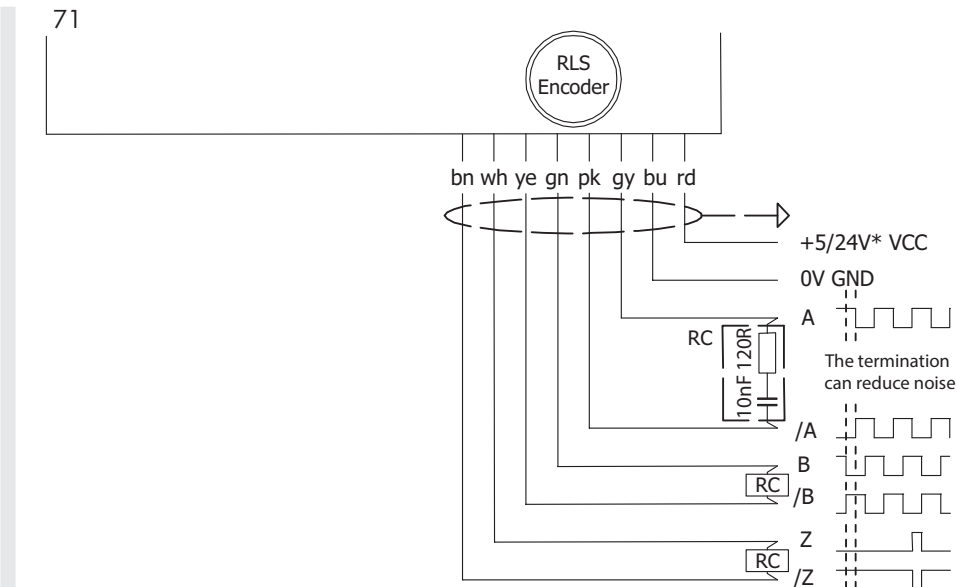 71
RLS
Encoder
bn wh ye gn pk gy bu rd
+5/24V* VCC
0V GND
A
RC
10nF 120R
The termination
can reduce noise
/A
B
RC
/B
Z
RC
/Z